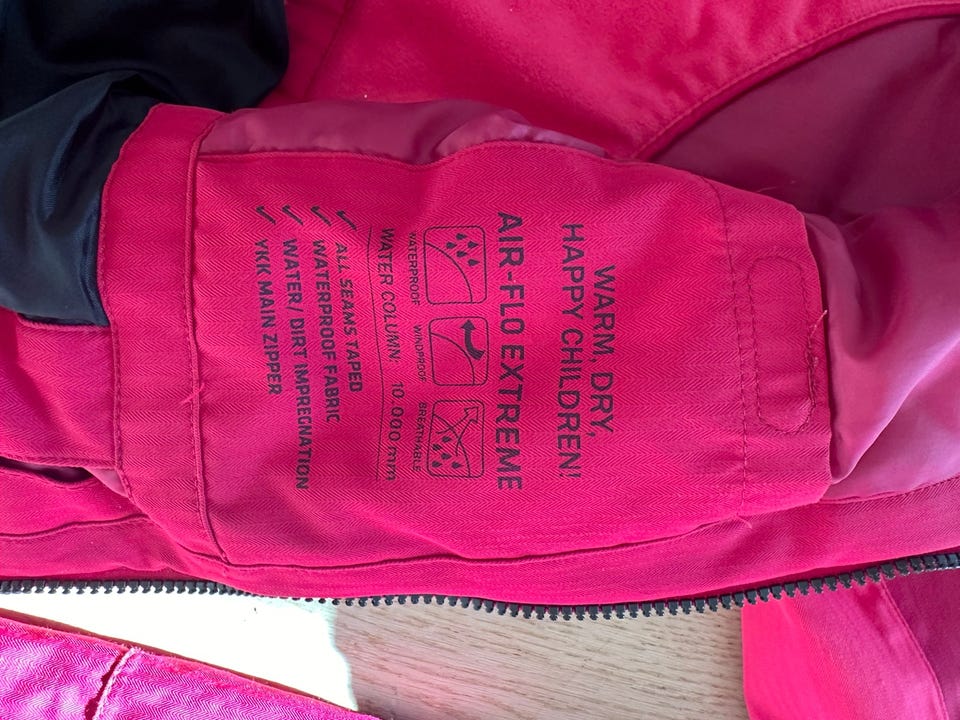 WARM, DRY,
HAPPY CHILDREN!
AIR-FLO EXTREME
WATERPROOF WINDPROOF BREATHABLE
WATER COLUMN: 10.000 mm
✓ ALL SEAMS TAPED
✓ WATERPROOF FABRIC
✓ WATER/DIRT IMPREGNATION
✓ YKK MAIN ZIPPER